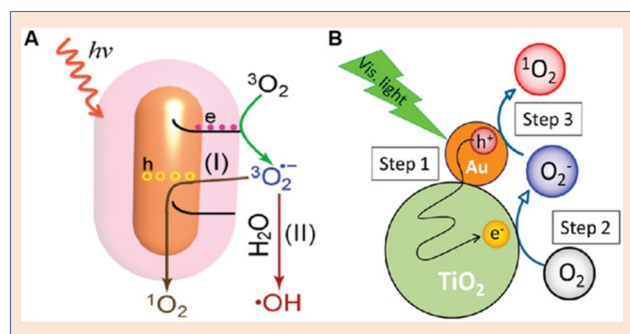 A
hν
e
³O₂
h
(I)
³O₂•−
H₂O
(II)
¹O₂
•OH
B
Vis. light
¹O₂
h⁺
Step 3
Step 1
Au
O₂⁻
e⁻
Step 2
TiO₂
O₂